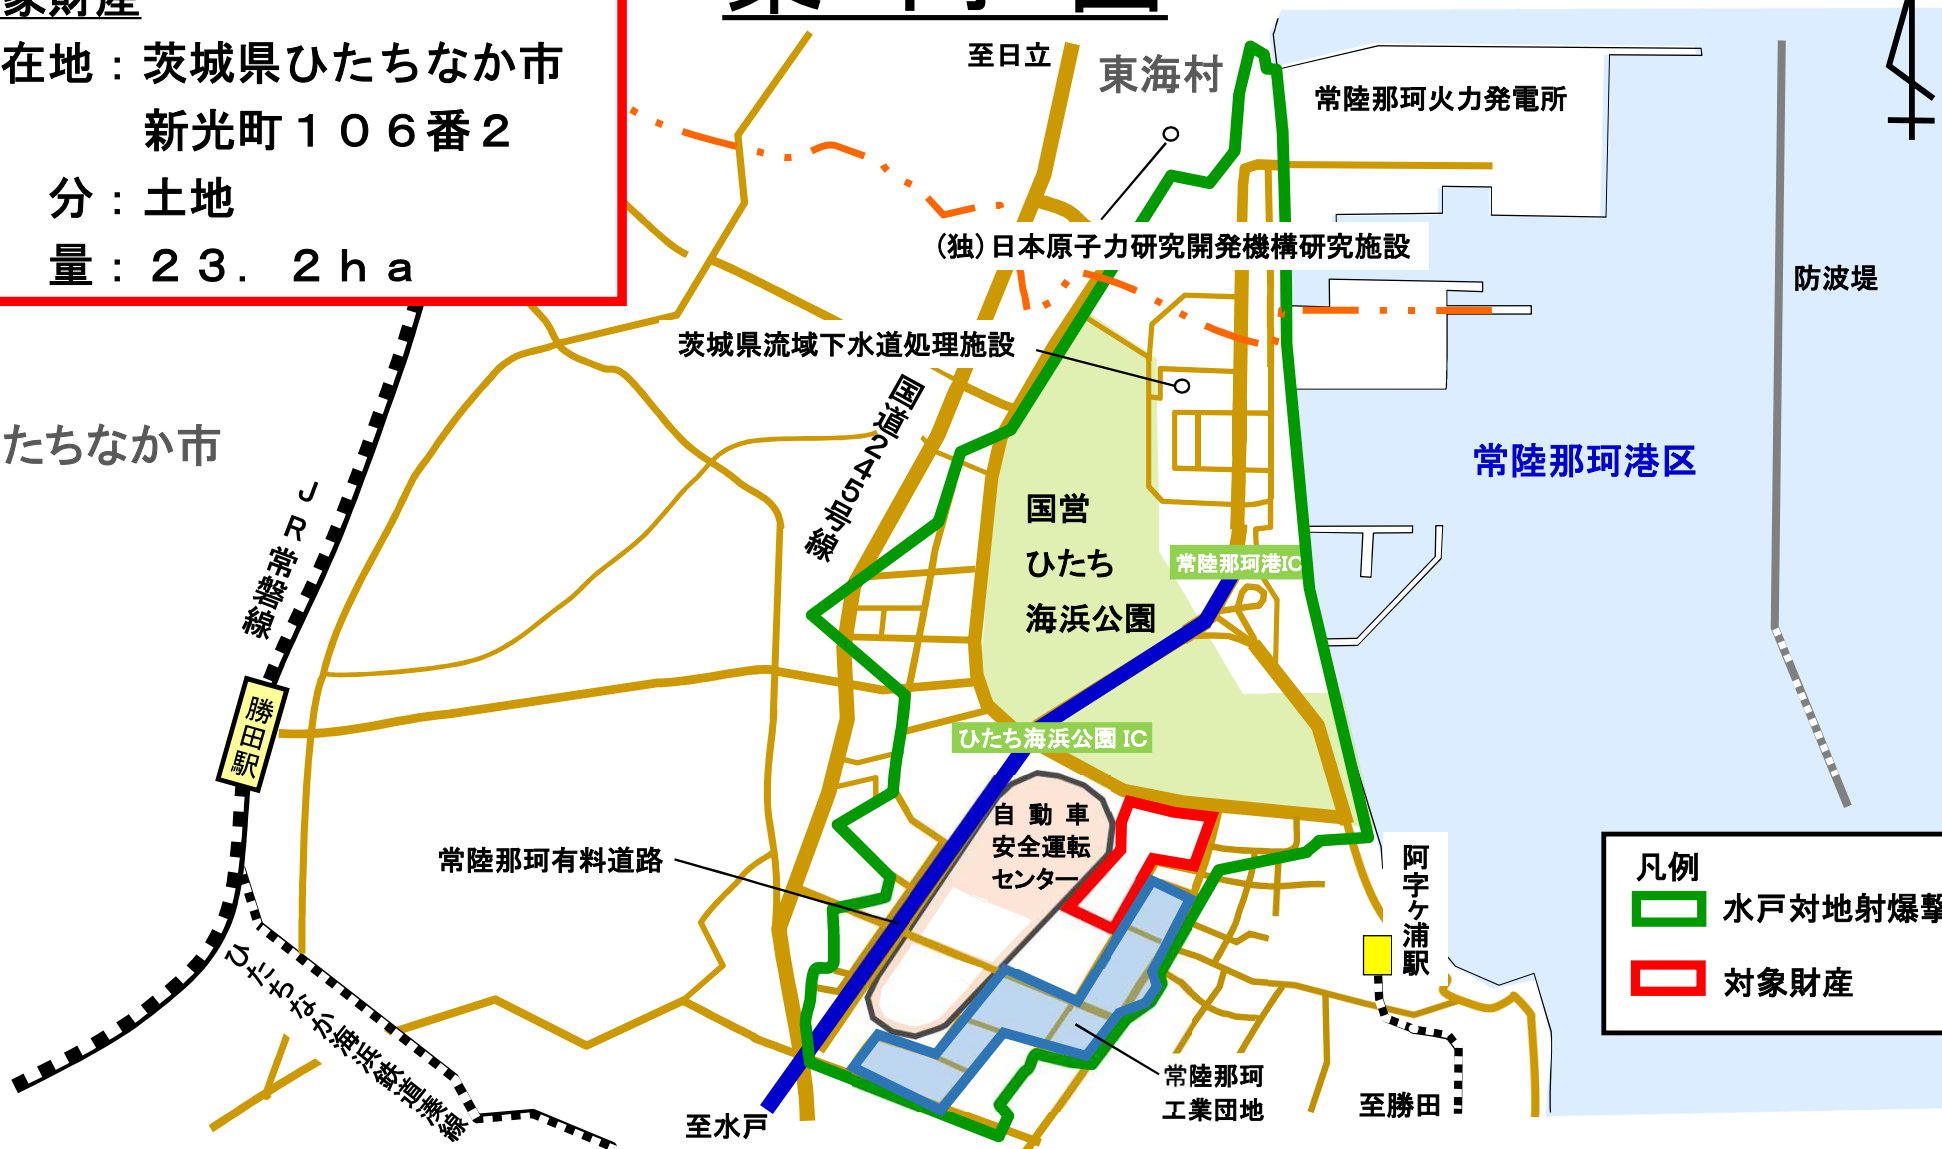 象財産
在地：茨城県ひたちなか市
新光町１０６番２
分：土地
量：２３．２ｈａ
案内図
至日立
東海村
常陸那珂火力発電所
（独）日本原子力研究開発機構研究施設
防波堤
茨城県流域下水道処理施設
国道２４５号線
たちなか市
常陸那珂港区
ＪＲ常磐線
国営
ひたち
海浜公園
常陸那珂港IC
勝田駅
ひたち海浜公園 IC
自動車
安全運転
センター
常陸那珂有料道路
阿字ヶ浦駅
凡例
水戸対地射爆撃
対象財産
ひたちなか海浜鉄道湊線
常陸那珂
工業団地
至勝田
至水戸